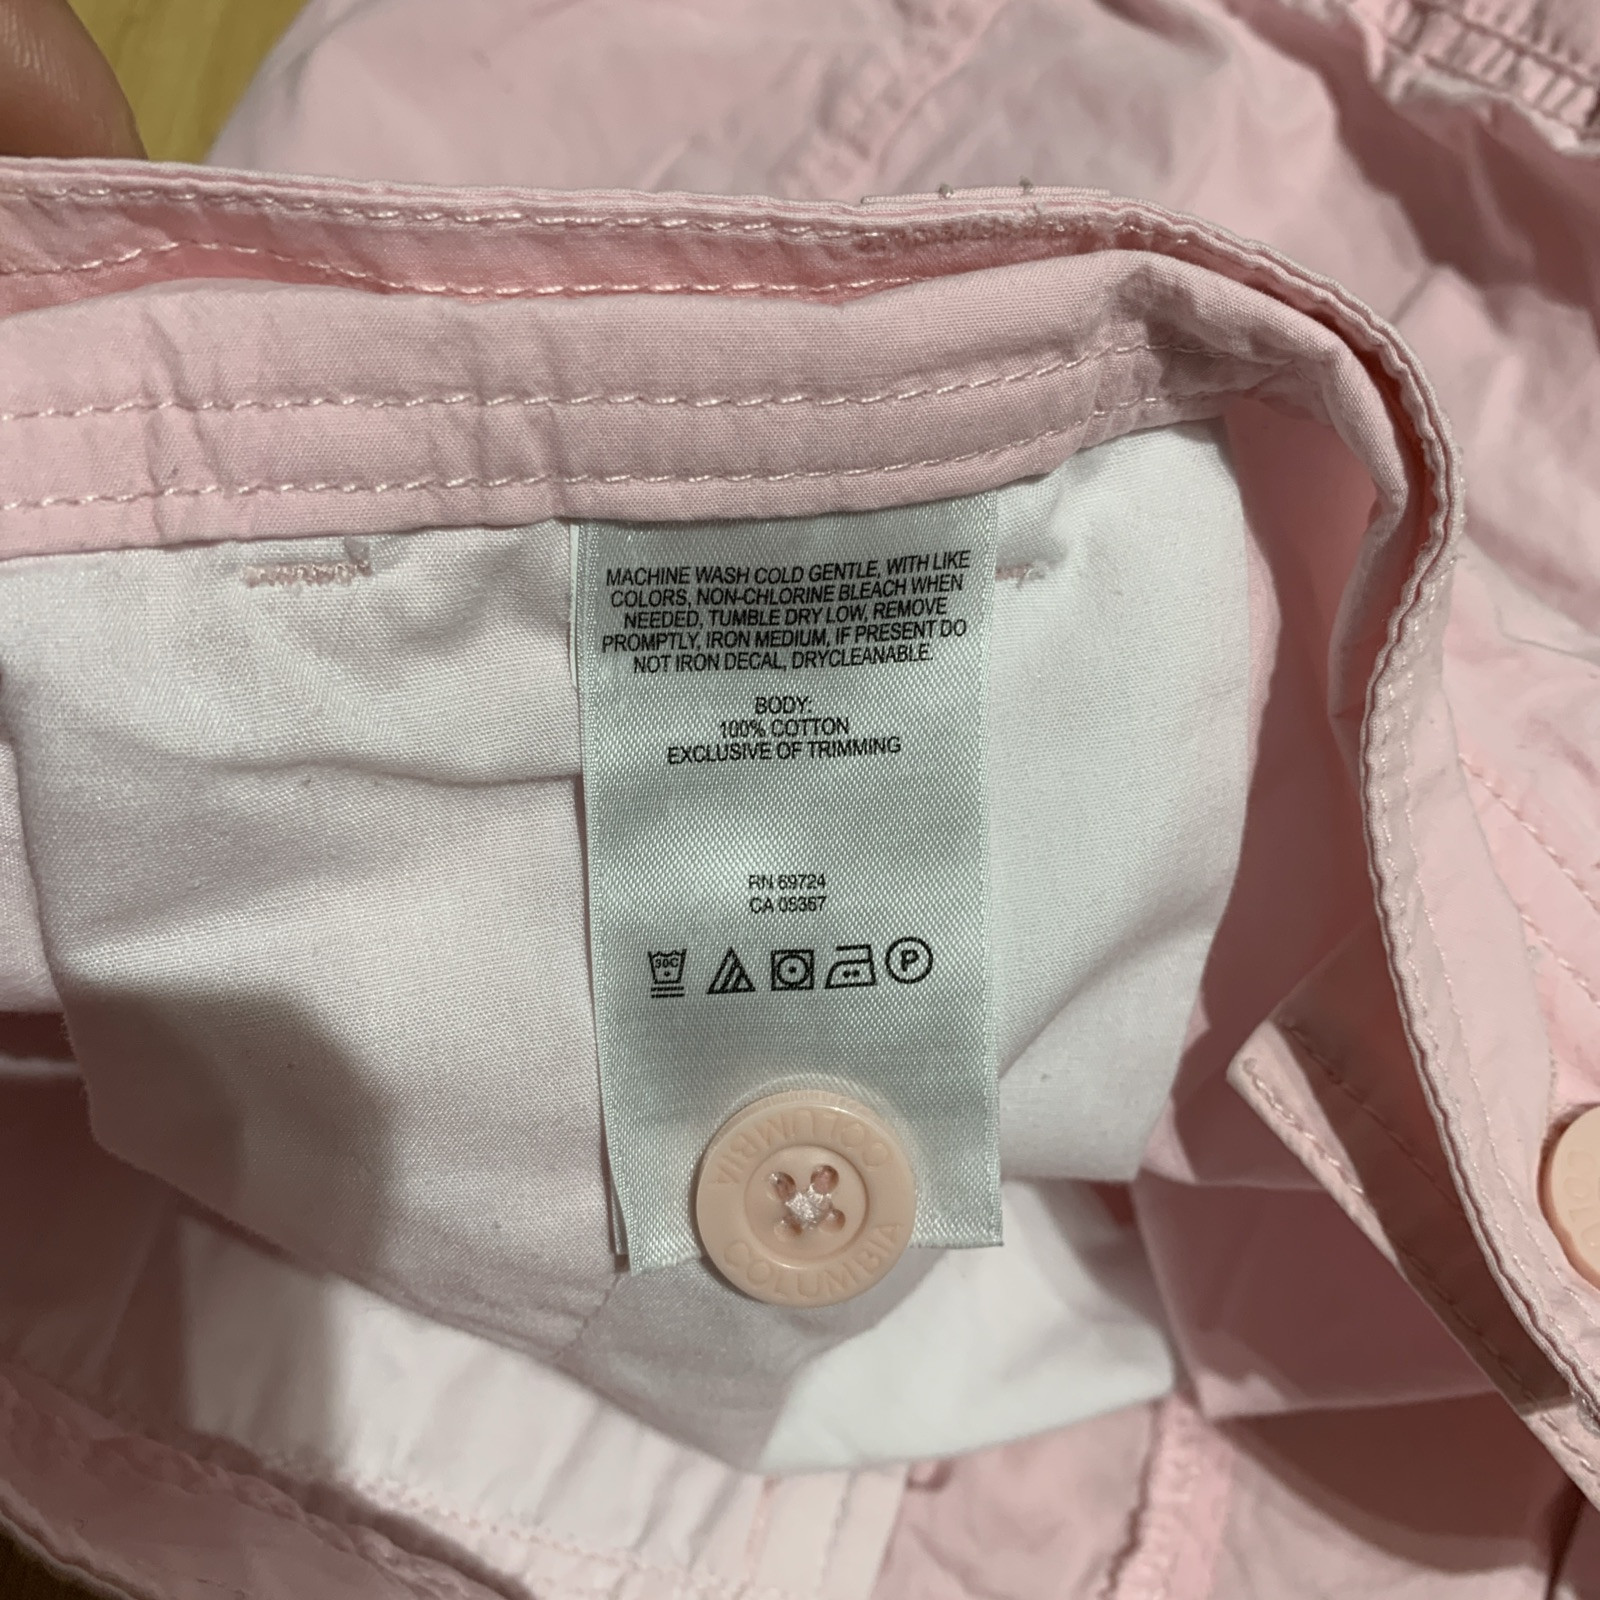 MACHINE WASH COLD GENTLE, WITH LIKE
COLORS, NON-CHLORINE BLEACH WHEN
NEEDED, TUMBLE DRY LOW, REMOVE
PROMPTLY, IRON MEDIUM, IF PRESENT DO
NOT IRON DECAL, DRYCLEANABLE.
BODY:
100% COTTON
EXCLUSIVE OF TRIMMING
RN 69724
CA 05367
30C
P
COLUMBIA
COLUMBIA